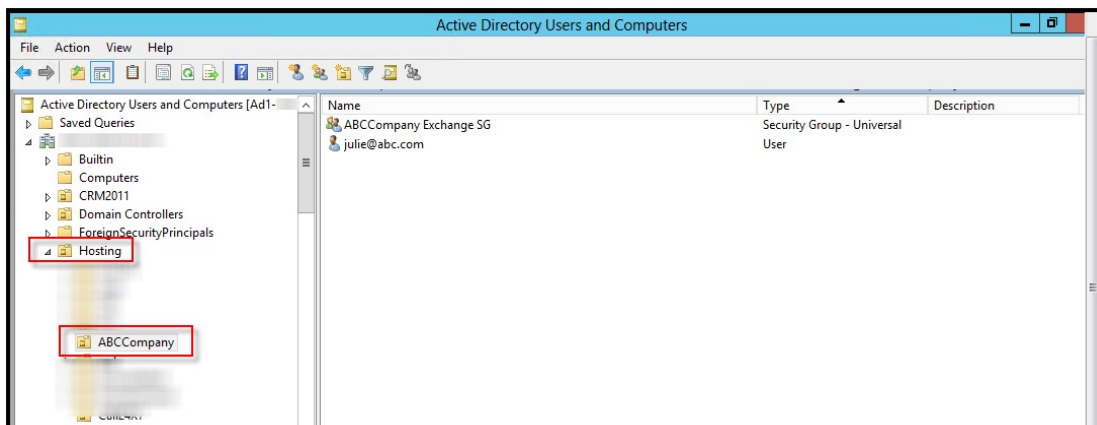 Active Directory Users and Computers
File Action View Help
Active Directory Users and Computers [Ad1-
Saved Queries
Builtin
Computers
CRM2011
Domain Controllers
ForeignSecurityPrincipals
Hosting
ABCCompany
Name Type Description
ABCCompany Exchange SG Security Group - Universal
julie@abc.com User